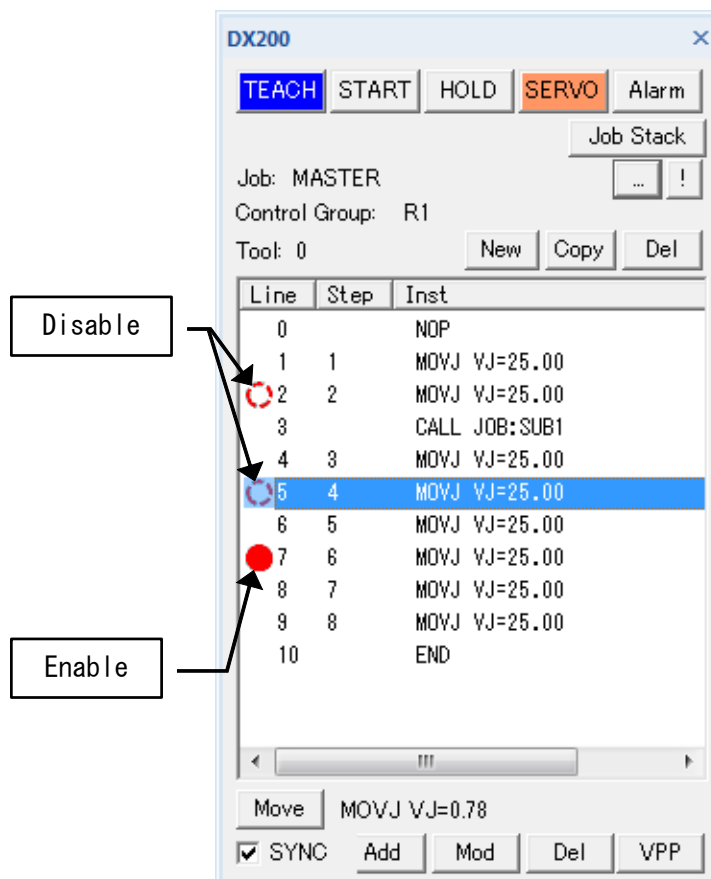 DX200 ×
TEACH START HOLD SERVO Alarm
Job Stack
Job: MASTER ... !
Control Group: R1
Tool: 0 New Copy Del
Line Step Inst
0 NOP
1 1 MOVJ VJ=25.00
Disable
2 2 MOVJ VJ=25.00
3 CALL JOB:SUB1
4 3 MOVJ VJ=25.00
5 4 MOVJ VJ=25.00
6 5 MOVJ VJ=25.00
7 6 MOVJ VJ=25.00
8 7 MOVJ VJ=25.00
9 8 MOVJ VJ=25.00
Enable
10 END
Move MOVJ VJ=0.78
SYNC Add Mod Del VPP